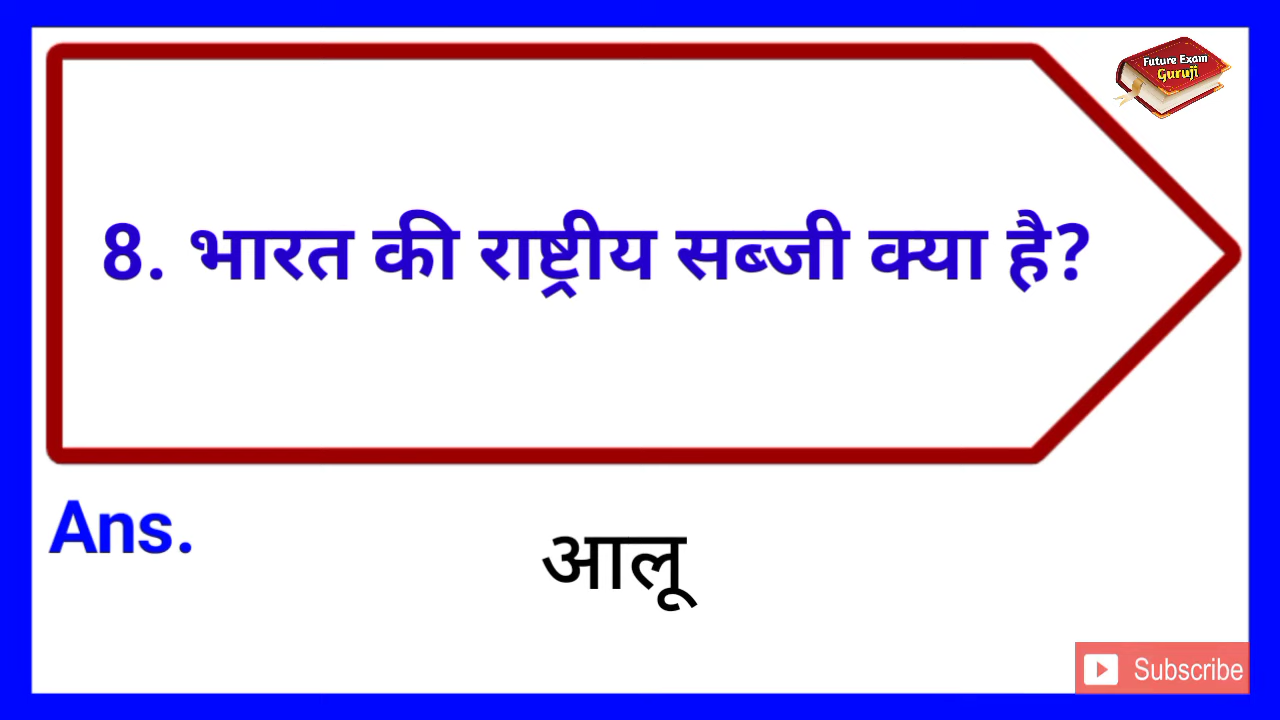 Future Exam
Guruji
8. भारत की राष्ट्रीय सब्जी क्या है?
Ans.
आलू
Subscribe